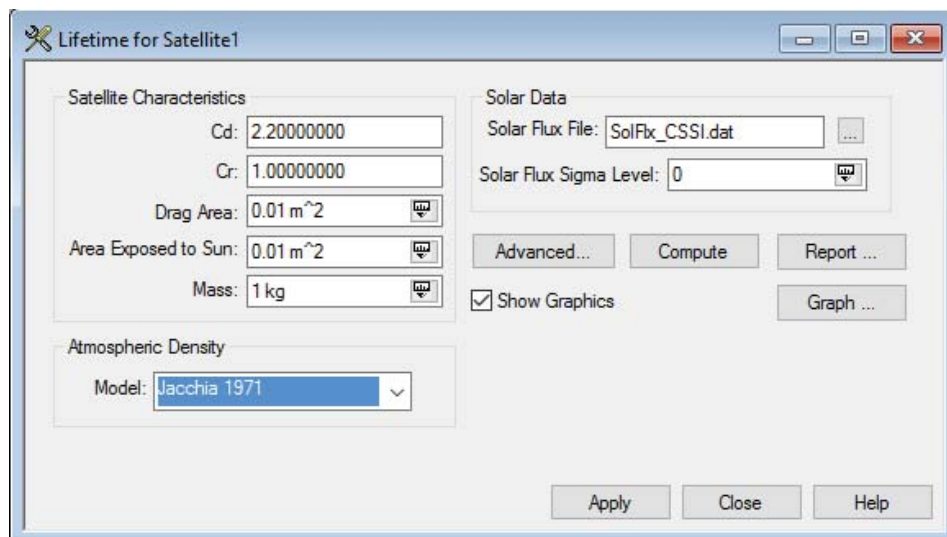 Lifetime for Satellite1
Satellite Characteristics
Cd: 2.20000000
Cr: 1.00000000
Drag Area: 0.01 m^2
Area Exposed to Sun: 0.01 m^2
Mass: 1 kg
Atmospheric Density
Model: Jacchia 1971
Solar Data
Solar Flux File: SolFlx_CSSI.dat ...
Solar Flux Sigma Level: 0
Advanced... Compute Report ...
Show Graphics Graph ...
Apply Close Help